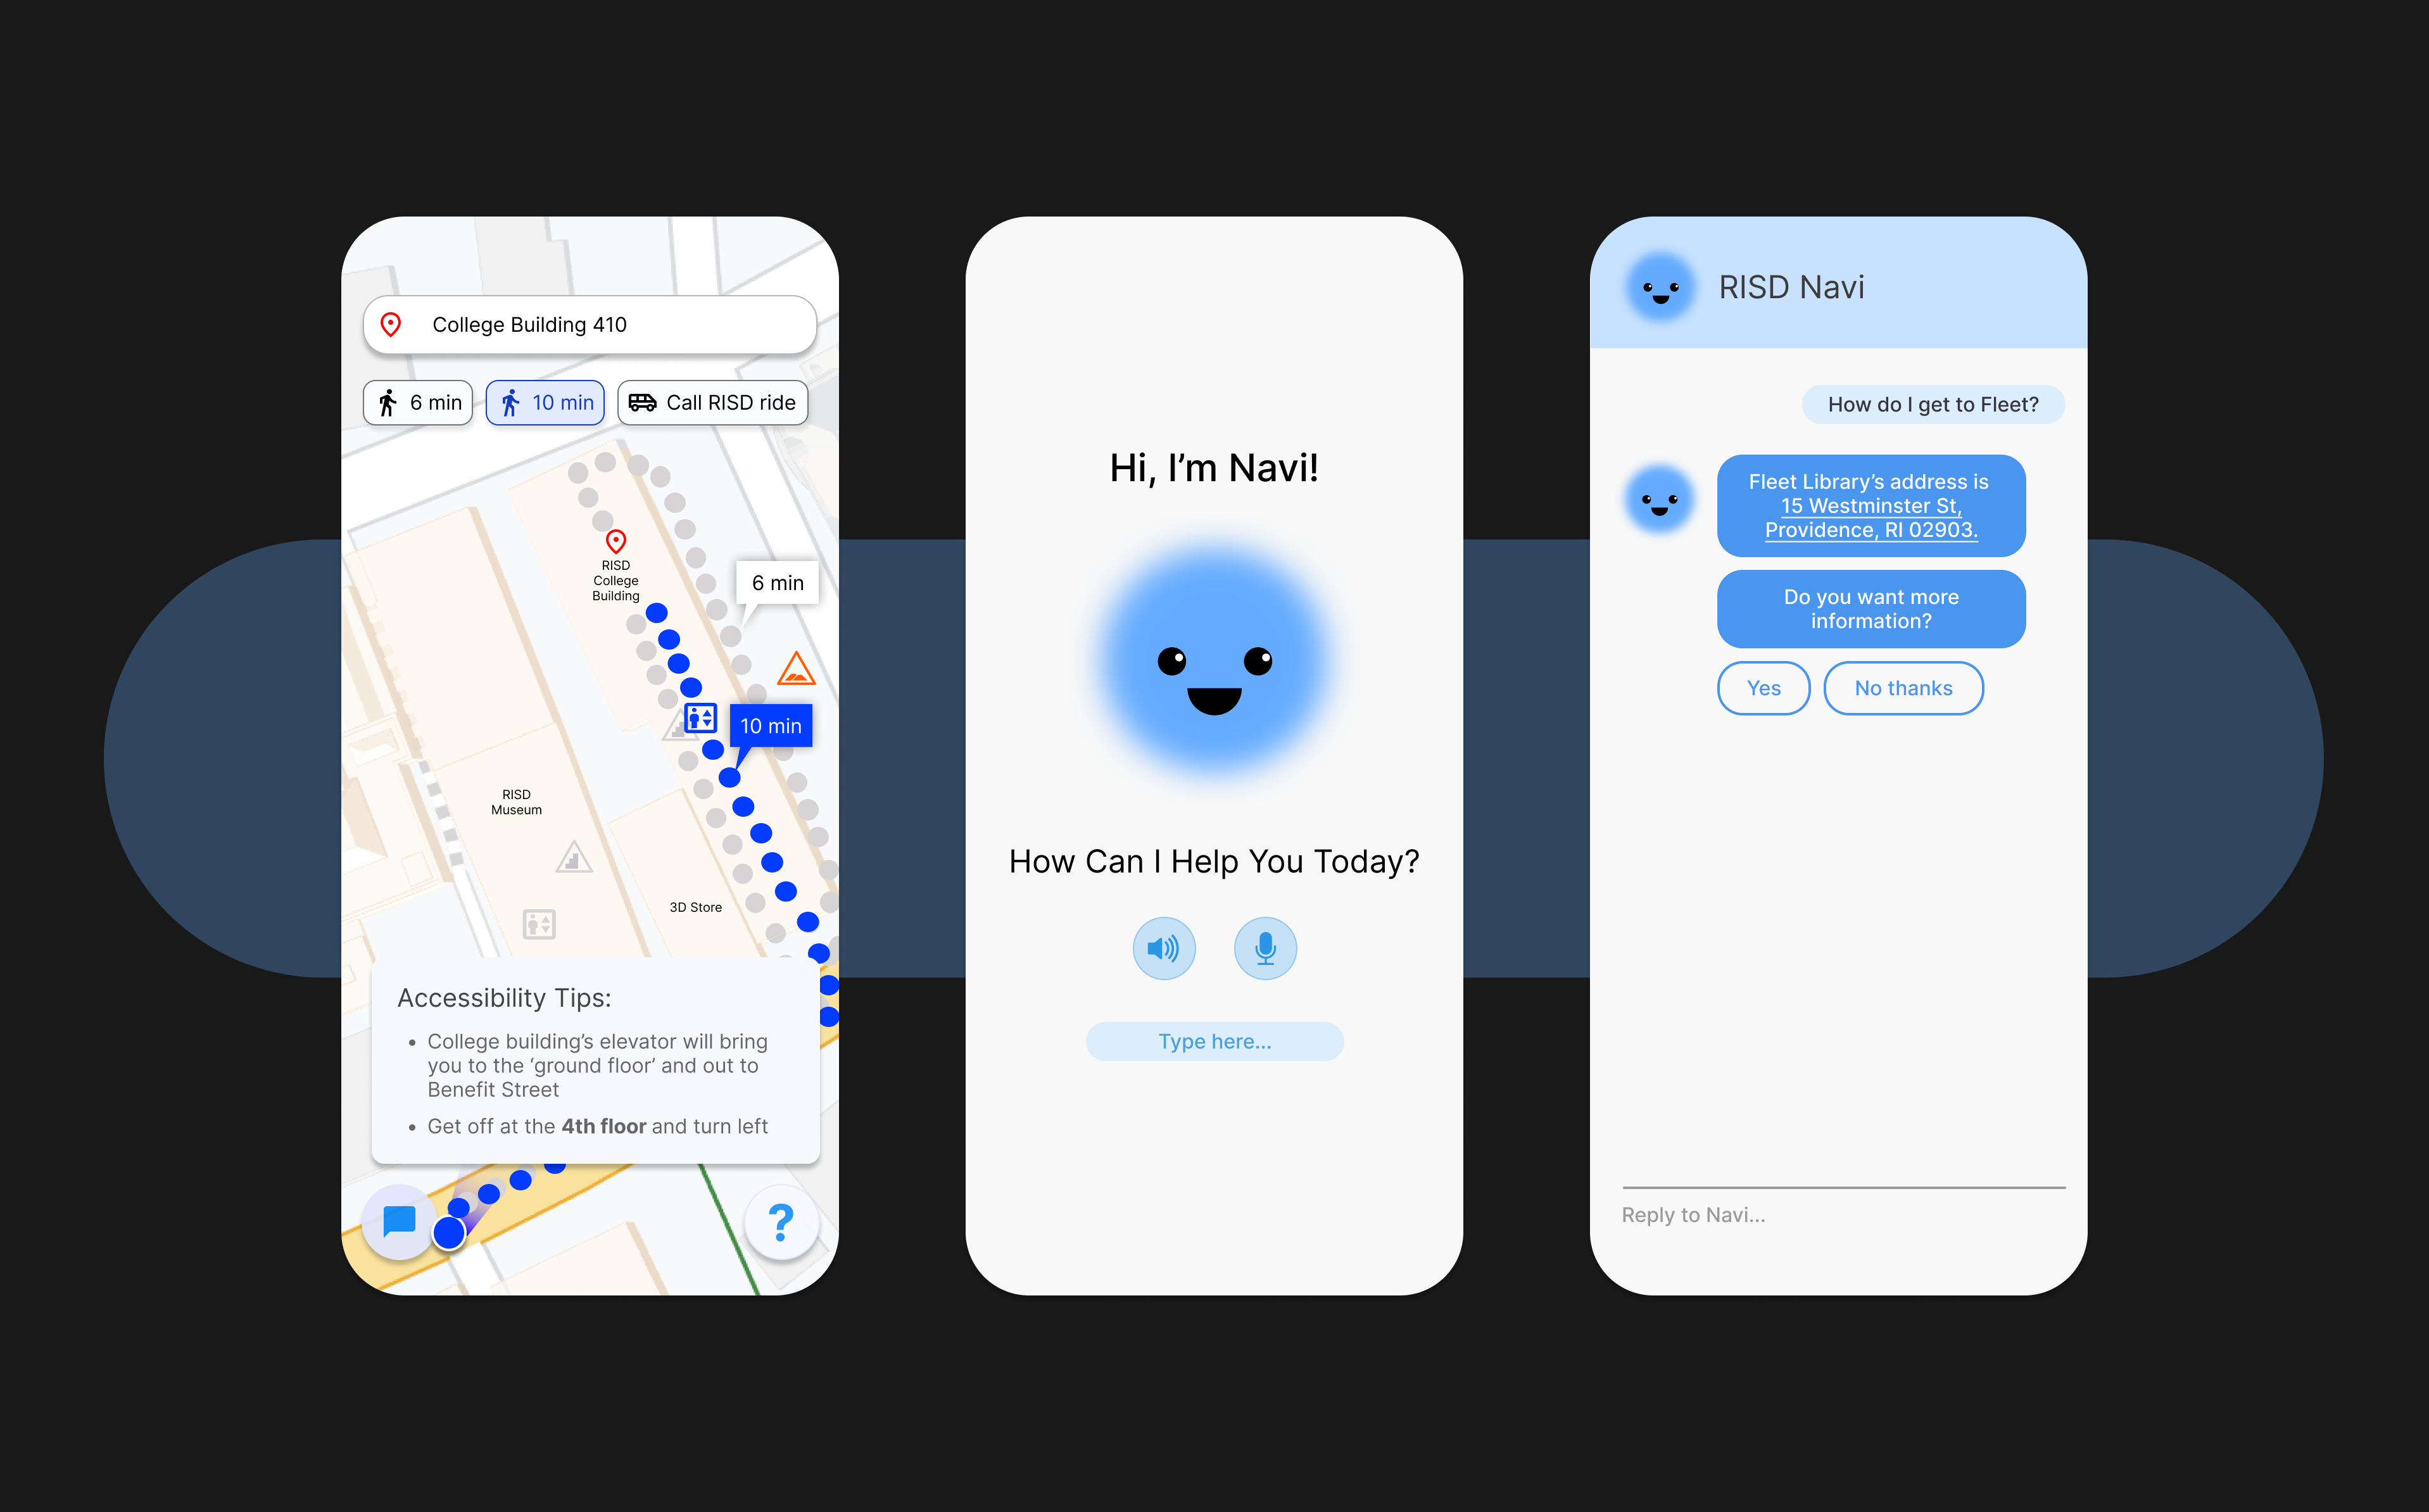 College Building 410
6 min
10 min
Call RISD ride
RISD
College
Building
6 min
10 min
RISD
Museum
3D Store
Accessibility Tips:
• College building’s elevator will bring
you to the ‘ground floor’ and out to
Benefit Street
• Get off at the 4th floor and turn left
?
Hi, I’m Navi!
How Can I Help You Today?
Type here...
RISD Navi
How do I get to Fleet?
Fleet Library’s address is
15 Westminster St,
Providence, RI 02903.
Do you want more
information?
Yes
No thanks
Reply to Navi...